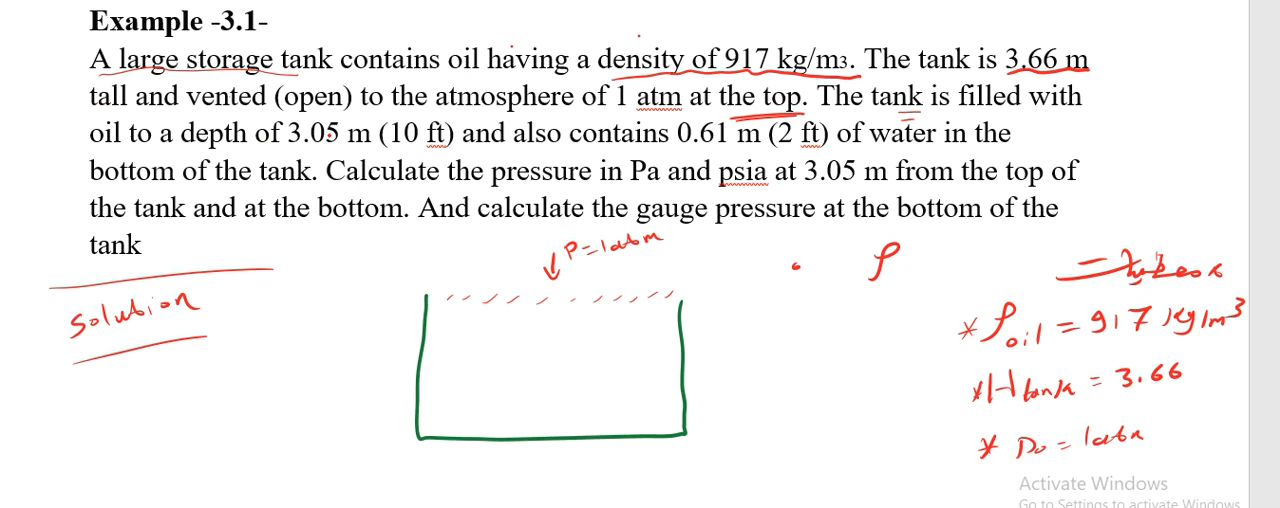 Example -3.1-
A large storage tank contains oil having a density of 917 kg/m3. The tank is 3.66 m
tall and vented (open) to the atmosphere of 1 atm at the top. The tank is filled with
oil to a depth of 3.05 m (10 ft) and also contains 0.61 m (2 ft) of water in the
bottom of the tank. Calculate the pressure in Pa and psia at 3.05 m from the top of
the tank and at the bottom. And calculate the gauge pressure at the bottom of the
tank
P=1atm
ρ
Solution
* ρoil = 917 Kg/m3
* H tank = 3.66
* Po = 1atm
Activate Windows
Go to Settings to activate Windows.